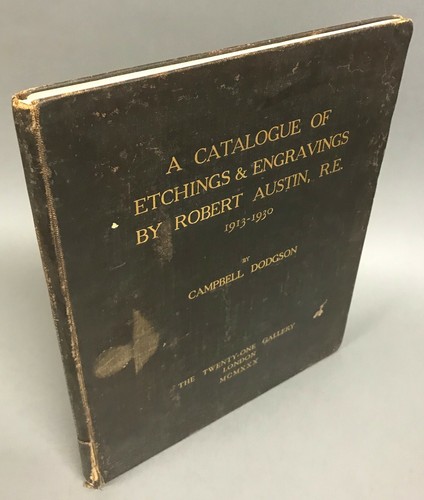 A CATALOGUE OF
ETCHINGS & ENGRAVINGS
BY ROBERT AUSTIN, R.E.
1913-1930
BY
CAMPBELL DODGSON
THE TWENTY-ONE GALLERY
LONDON
MCMXXX